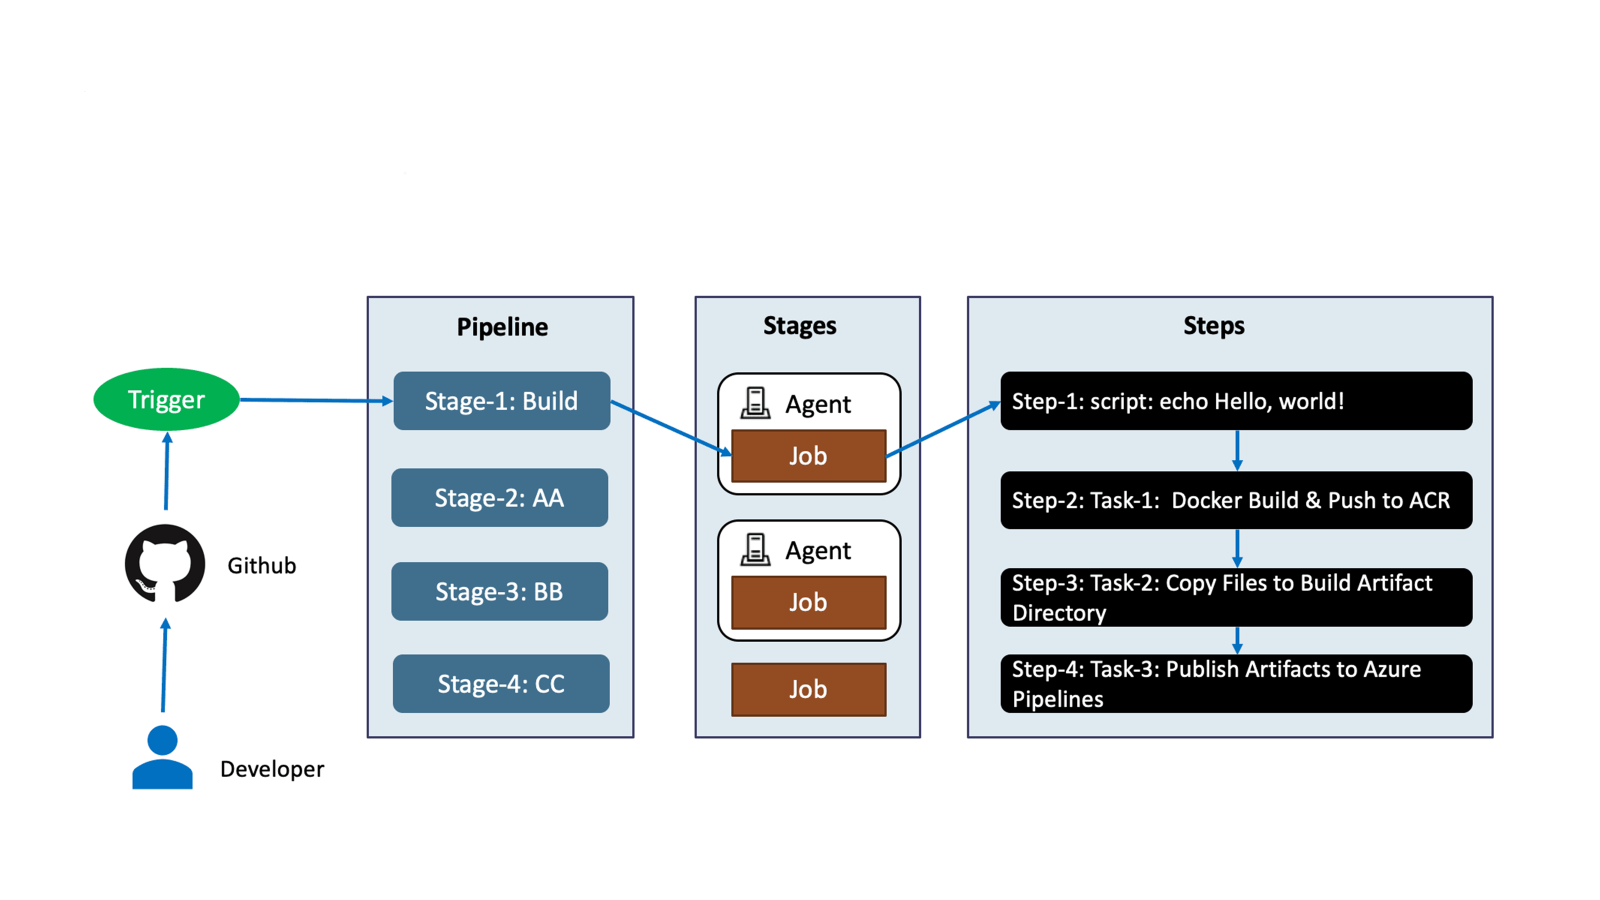 Pipeline
Stages
Steps
Trigger
Stage-1: Build
Agent
Job
Step-1: script: echo Hello, world!
Stage-2: AA
Step-2: Task-1:  Docker Build & Push to ACR
Github
Stage-3: BB
Agent
Job
Step-3: Task-2: Copy Files to Build Artifact
Directory
Stage-4: CC
Job
Step-4: Task-3: Publish Artifacts to Azure
Pipelines
Developer